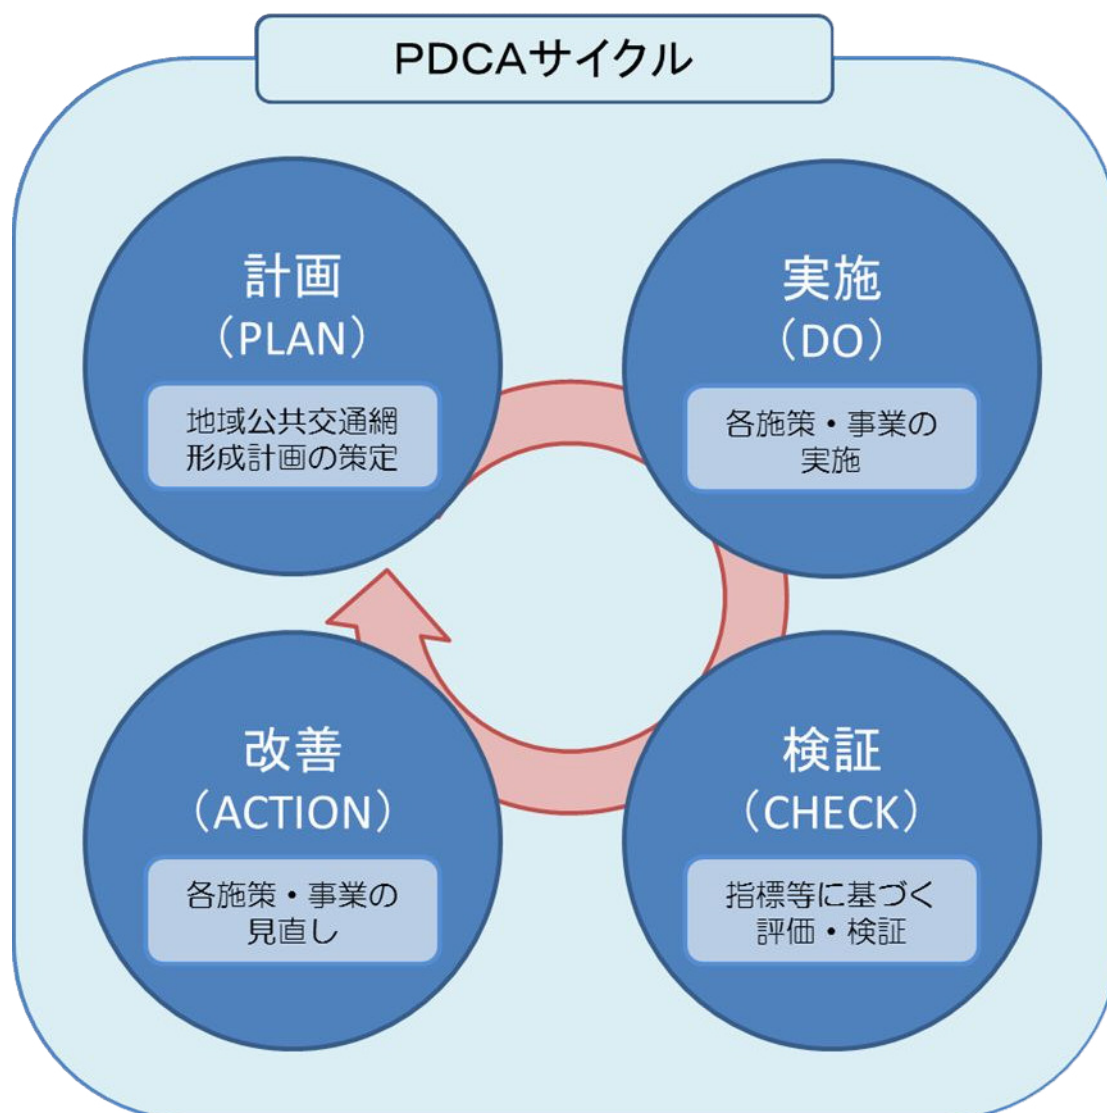 PDCAサイクル
計画
（PLAN）
地域公共交通網
形成計画の策定
実施
（DO）
各施策・事業の
実施
改善
（ACTION）
各施策・事業の
見直し
検証
（CHECK）
指標等に基づく
評価・検証